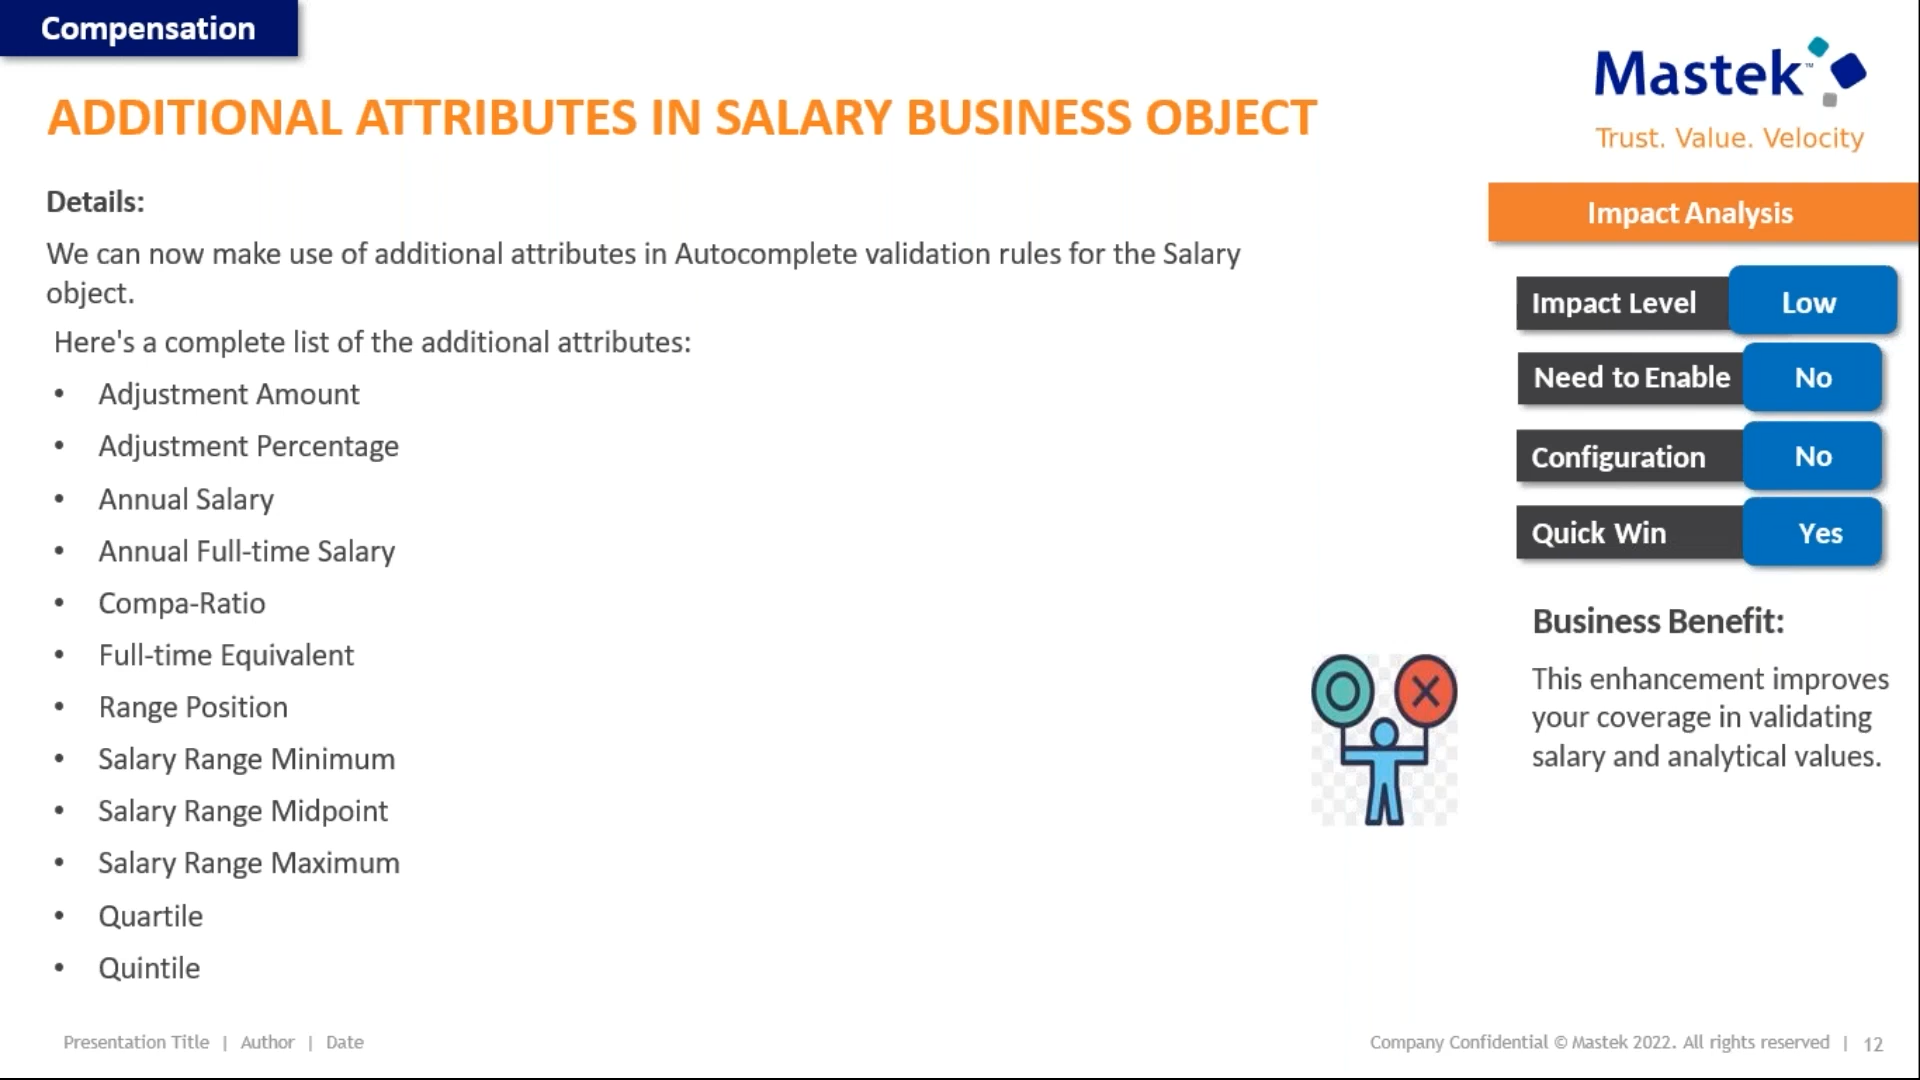 Compensation
ADDITIONAL ATTRIBUTES IN SALARY BUSINESS OBJECT
Mastek™
Trust. Value. Velocity
Details:
We can now make use of additional attributes in Autocomplete validation rules for the Salary
object.
Here's a complete list of the additional attributes:
• Adjustment Amount
• Adjustment Percentage
• Annual Salary
• Annual Full-time Salary
• Compa-Ratio
• Full-time Equivalent
• Range Position
• Salary Range Minimum
• Salary Range Midpoint
• Salary Range Maximum
• Quartile
• Quintile
Impact Analysis
Impact Level Low
Need to Enable No
Configuration No
Quick Win Yes
Business Benefit:
This enhancement improves
your coverage in validating
salary and analytical values.
Presentation Title | Author | Date
Company Confidential © Mastek 2022. All rights reserved | 12